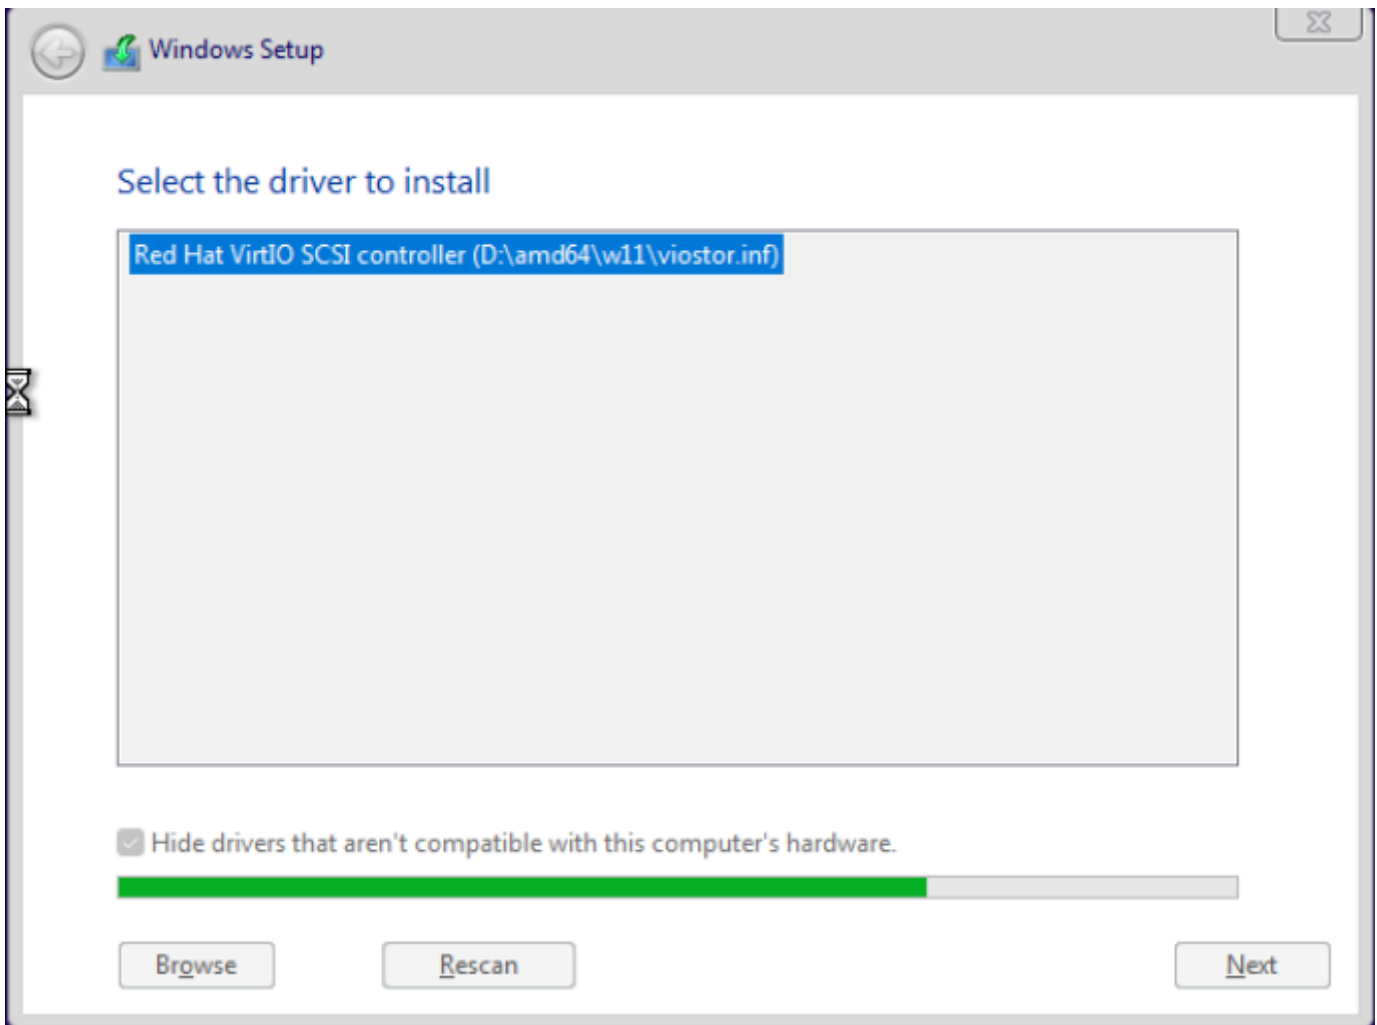 Windows Setup
Select the driver to install
Red Hat VirtIO SCSI controller (D:\amd64\w11\viostor.inf)
Hide drivers that aren't compatible with this computer's hardware.
Browse
Rescan
Next